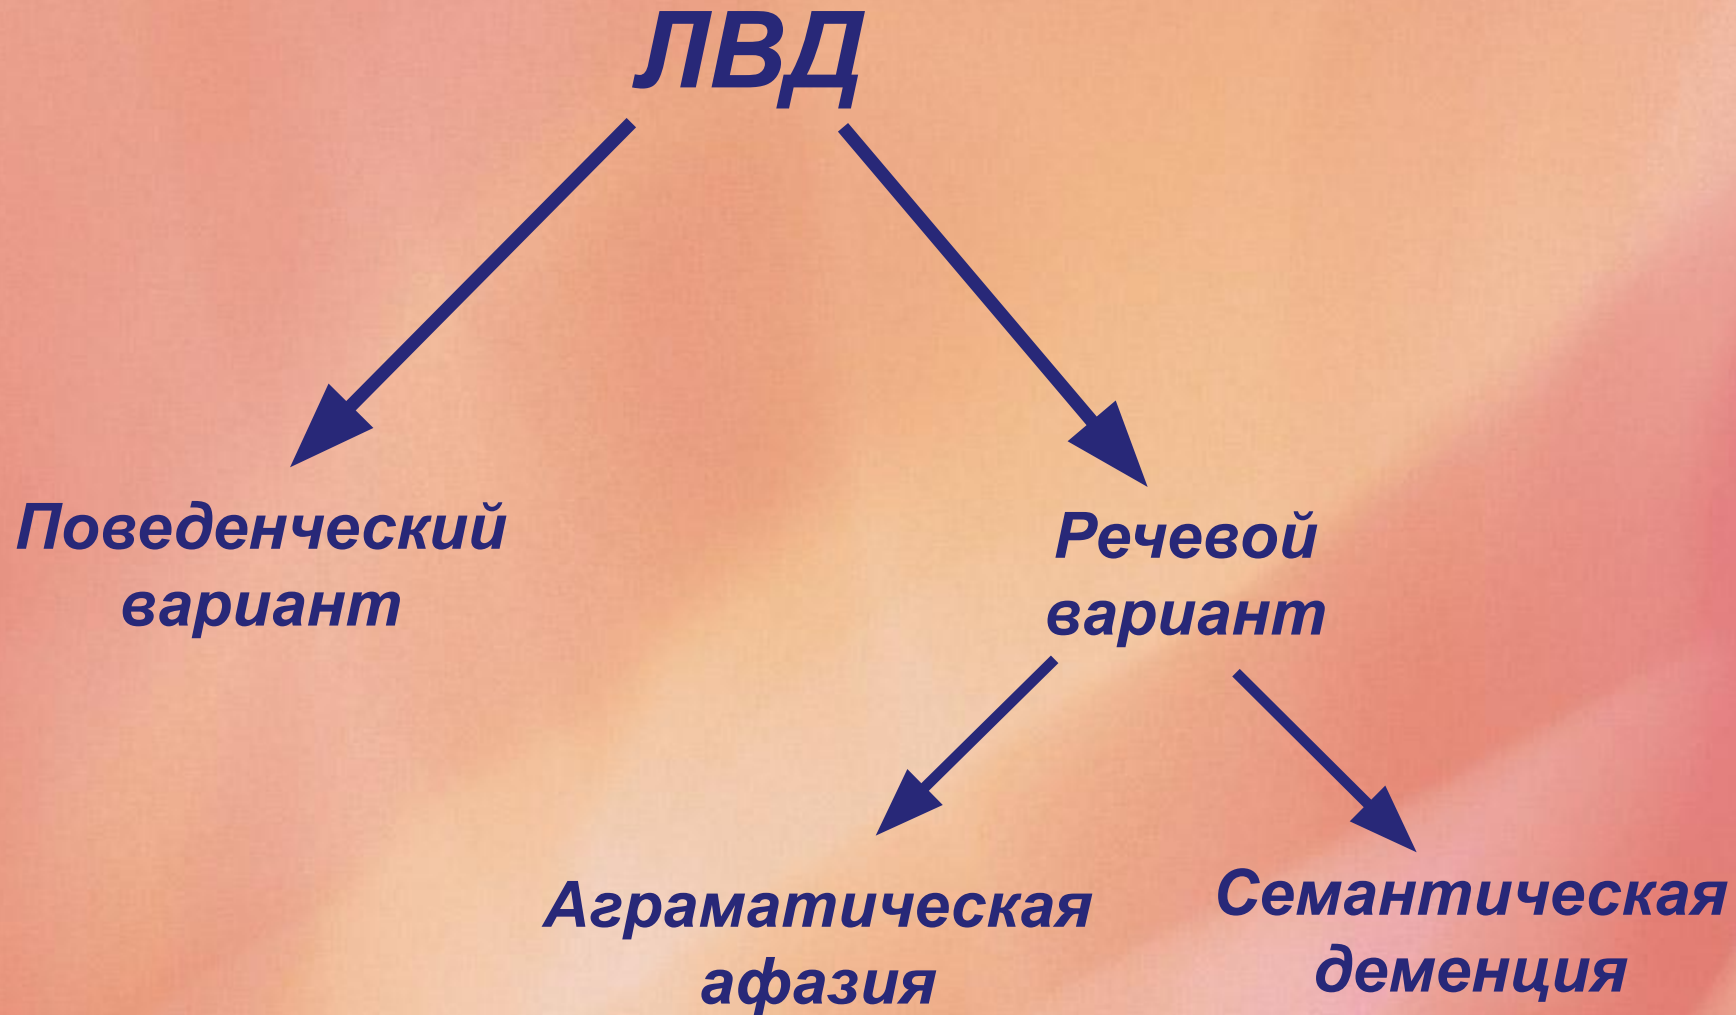 ЛВД
Поведенческий
вариант
Речевой
вариант
Аграматическая
афазия
Семантическая
деменция